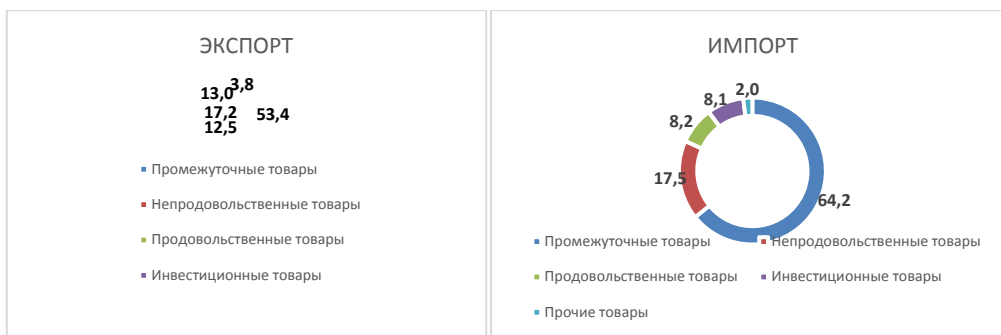 ЭКСПОРТ
3,8
13,0
17,2
53,4
12,5
Промежуточные товары
Непродовольственные товары
Продовольственные товары
Инвестиционные товары
ИМПОРТ
2,0
8,1
8,2
17,5
64,2
Промежуточные товары
Непродовольственные товары
Продовольственные товары
Инвестиционные товары
Прочие товары